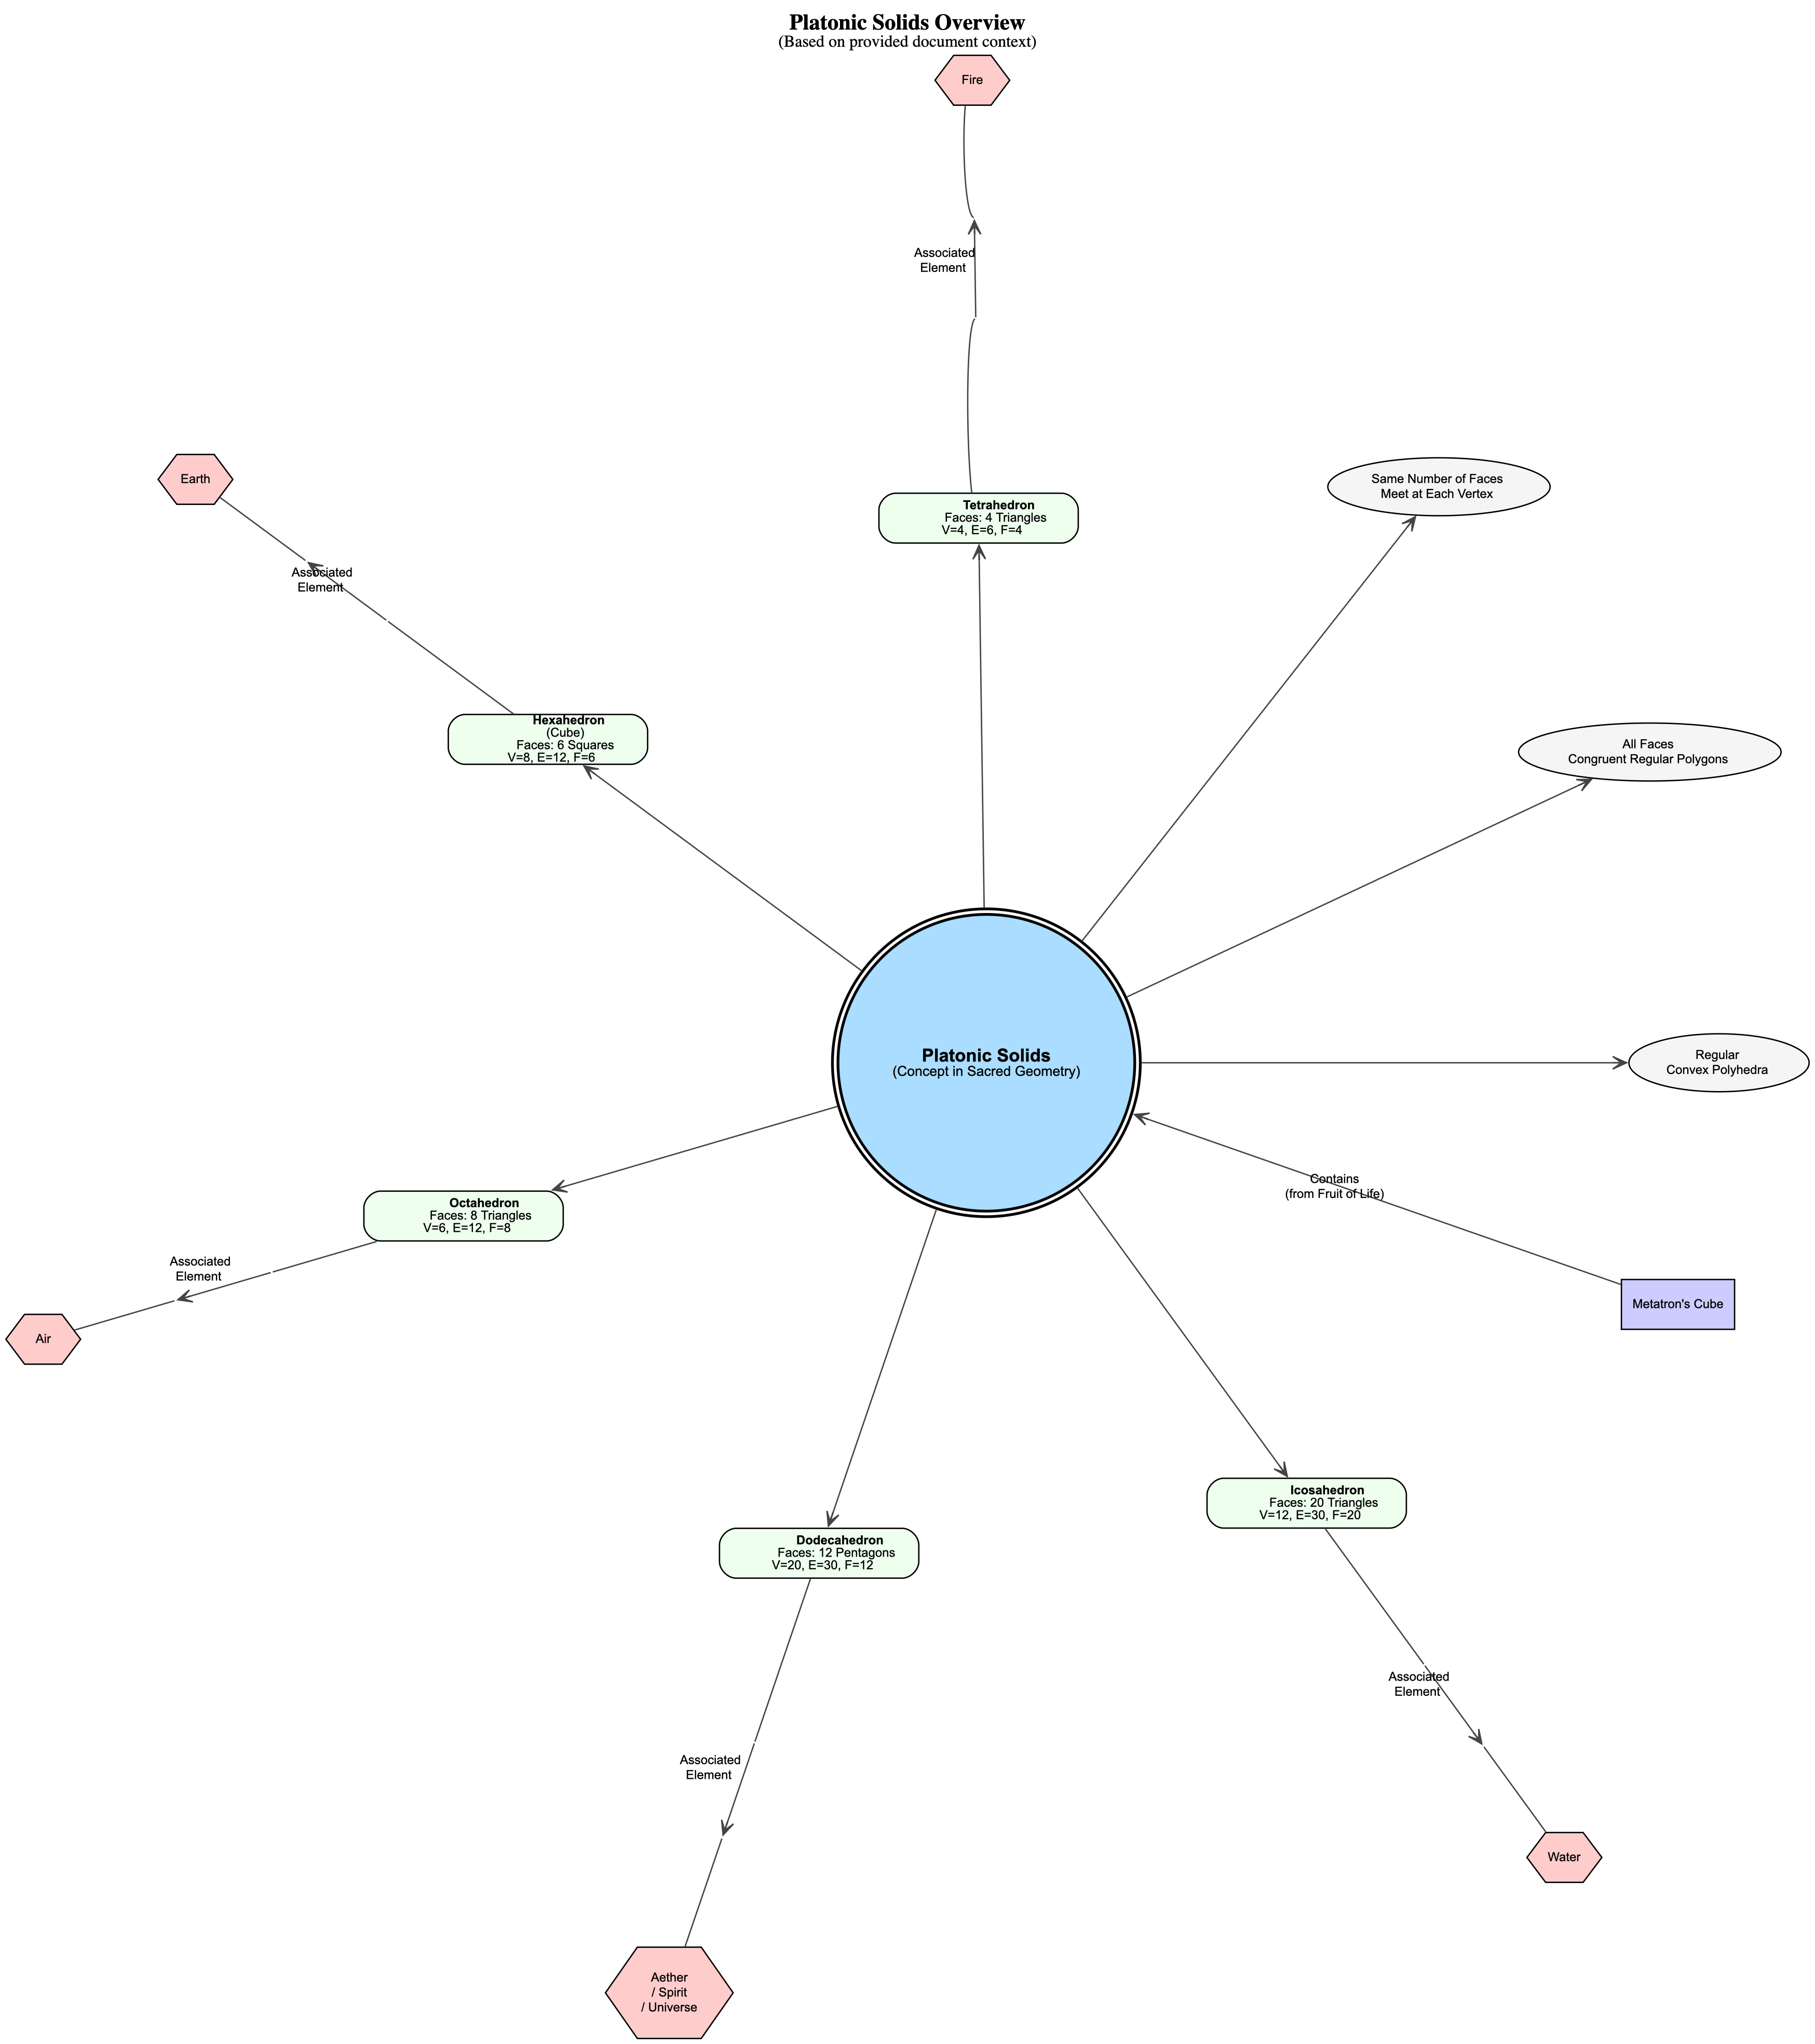 Platonic Solids Overview
(Based on provided document context)
Fire
Associated
Element
Tetrahedron
Faces: 4 Triangles
V=4, E=6, F=4
Earth
Associated
Element
Hexahedron
(Cube)
Faces: 6 Squares
V=8, E=12, F=6
Same Number of Faces
Meet at Each Vertex
All Faces
Congruent Regular Polygons
Regular
Convex Polyhedra
Platonic Solids
(Concept in Sacred Geometry)
Contains
(from Fruit of Life)
Metatron's Cube
Octahedron
Faces: 8 Triangles
V=6, E=12, F=8
Associated
Element
Air
Dodecahedron
Faces: 12 Pentagons
V=20, E=30, F=12
Associated
Element
Aether
/ Spirit
/ Universe
Icosahedron
Faces: 20 Triangles
V=12, E=30, F=20
Associated
Element
Water